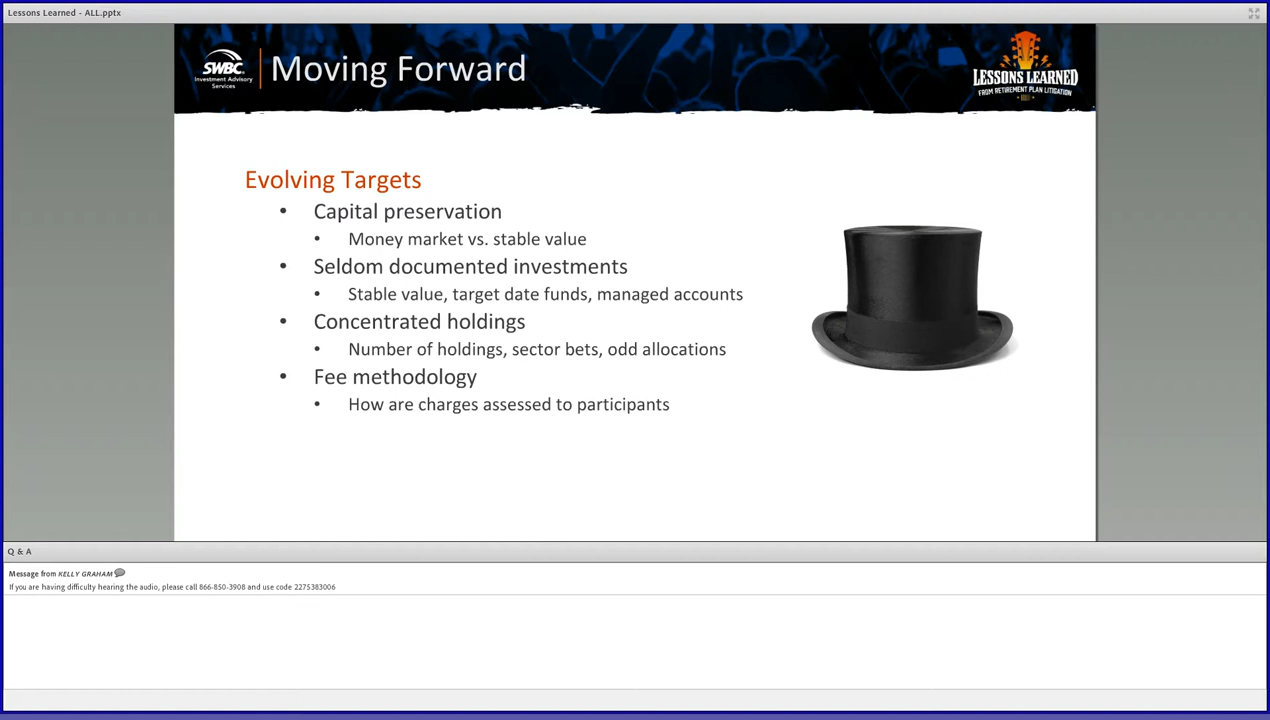 Lessons Learned - ALL.pptx
SWBC
Investment Advisory
Services
Moving Forward
LESSONS LEARNED
FROM RETIREMENT PLAN LITIGATION
Evolving Targets
• Capital preservation
• Money market vs. stable value
• Seldom documented investments
• Stable value, target date funds, managed accounts
• Concentrated holdings
• Number of holdings, sector bets, odd allocations
• Fee methodology
• How are charges assessed to participants
Q & A
Message from KELLY GRAHAM
If you are having difficulty hearing the audio, please call 866-850-3908 and use code 2275383006